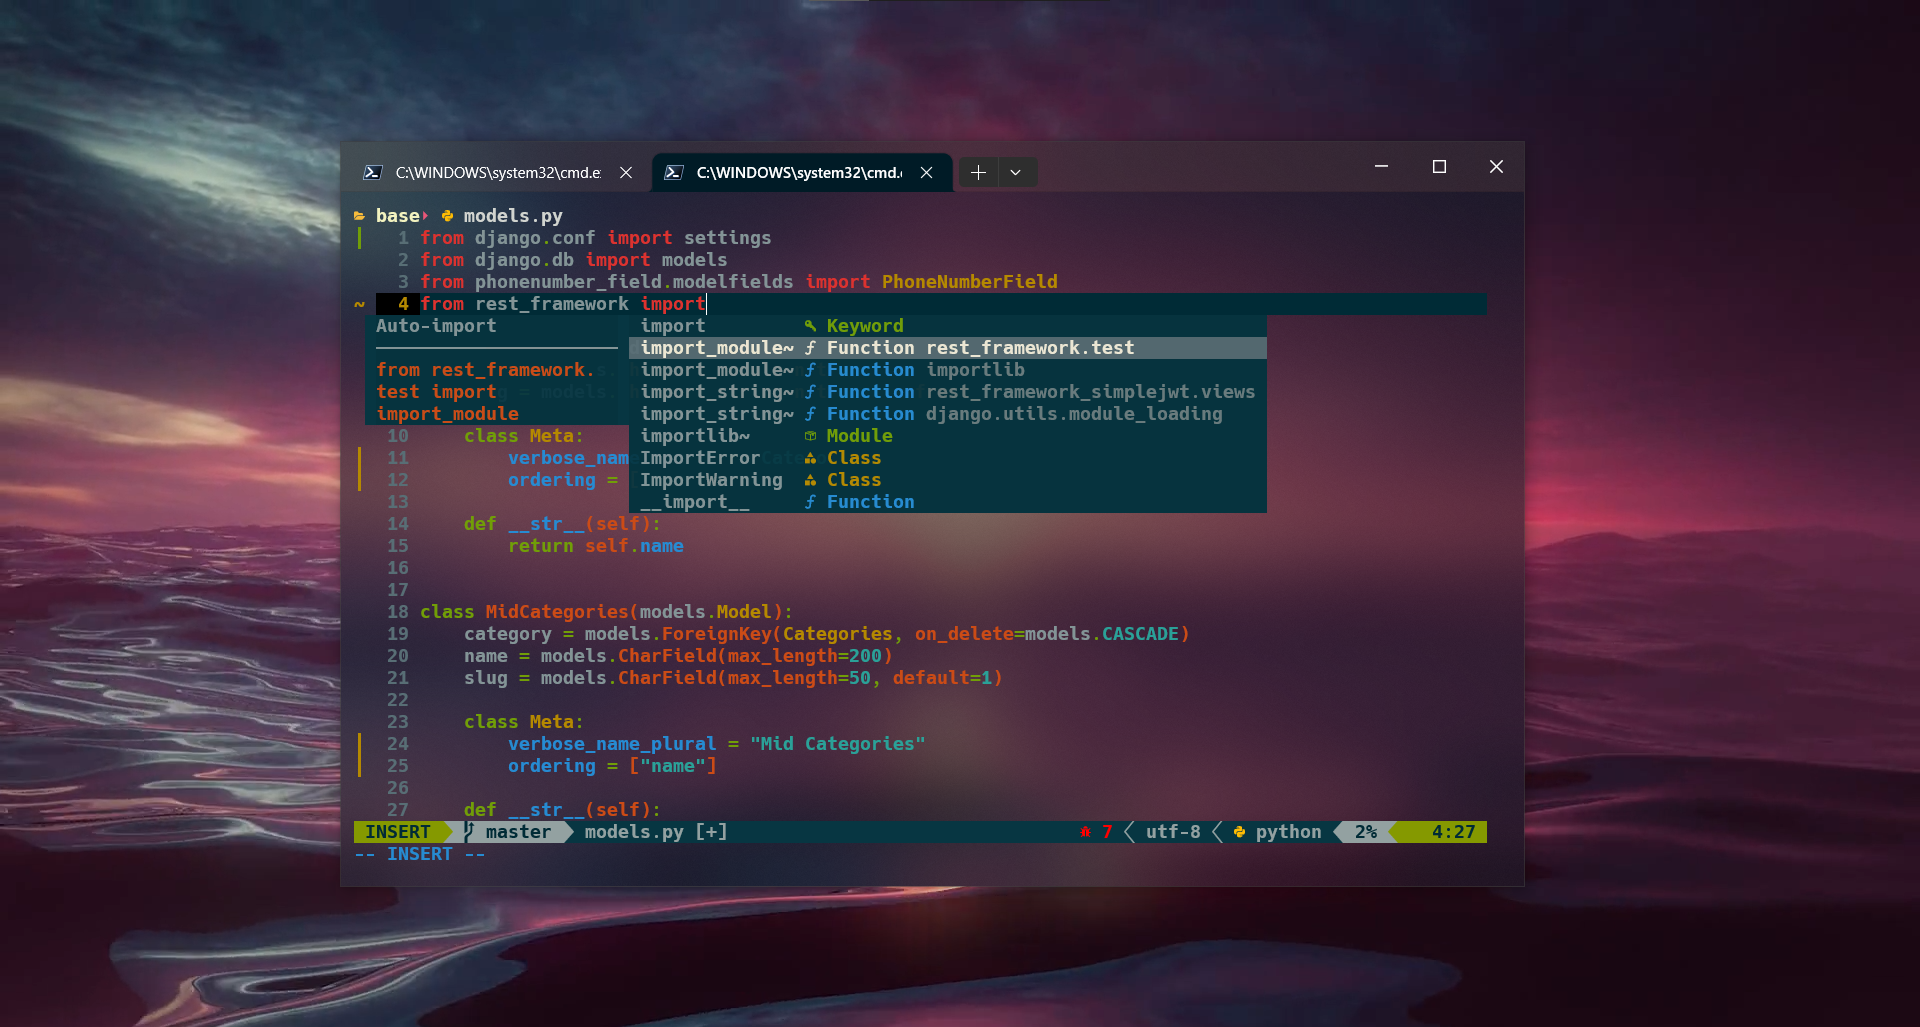 C:\WINDOWS\system32\cmd.e
C:\WINDOWS\system32\cmd.
base models.py
1 from django.conf import settings
2 from django.db import models
3 from phonenumber_field.modelfields import PhoneNumberField
~ 4 from rest_framework import
Auto-import
from rest_framework.
test import
import_module
import Keyword
import_module~ ƒ Function rest_framework.test
import_module~ ƒ Function importlib
import_string~ ƒ Function rest_framework_simplejwt.views
import_string~ ƒ Function django.utils.module_loading
importlib~ Module
ImportError Class
ImportWarning Class
__import__ ƒ Function
10 class Meta:
11 verbose_nam
12 ordering =
13
14 def __str__(self):
15 return self.name
16
17
18 class MidCategories(models.Model):
19 category = models.ForeignKey(Categories, on_delete=models.CASCADE)
20 name = models.CharField(max_length=200)
21 slug = models.CharField(max_length=50, default=1)
22
23 class Meta:
24 verbose_name_plural = "Mid Categories"
25 ordering = ["name"]
26
27 def __str__(self):
INSERT master models.py [+] 7 utf-8 python 2% 4:27
-- INSERT --